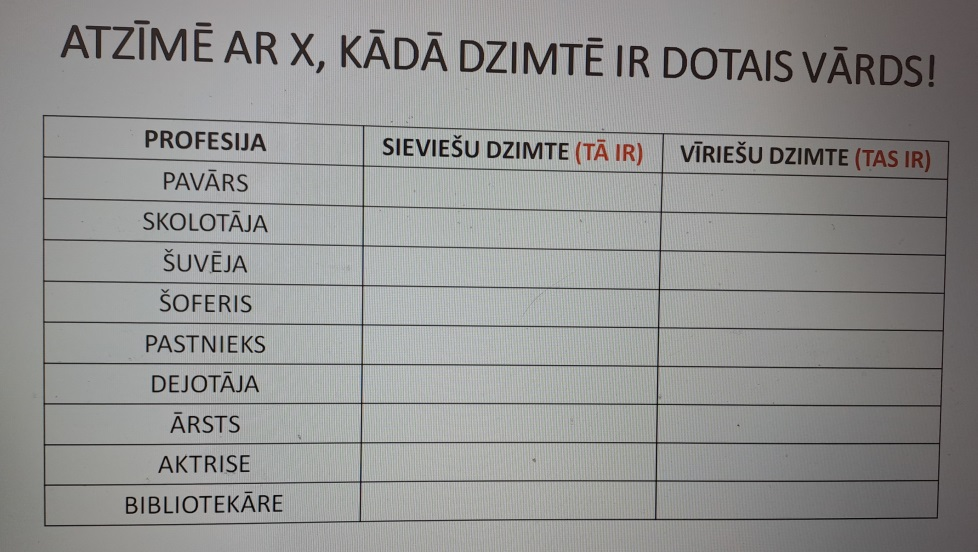 ATZĪMĒ AR X, KĀDĀ DZIMTĒ IR DOTAIS VĀRDS!
PROFESIJA SIEVIEŠU DZIMTE (TĀ IR) VĪRIEŠU DZIMTE (TAS IR)
PAVĀRS
SKOLOTĀJA
ŠUVĒJA
ŠOFERIS
PASTNIEKS
DEJOTĀJA
ĀRSTS
AKTRISE
BIBLIOTEKĀRE